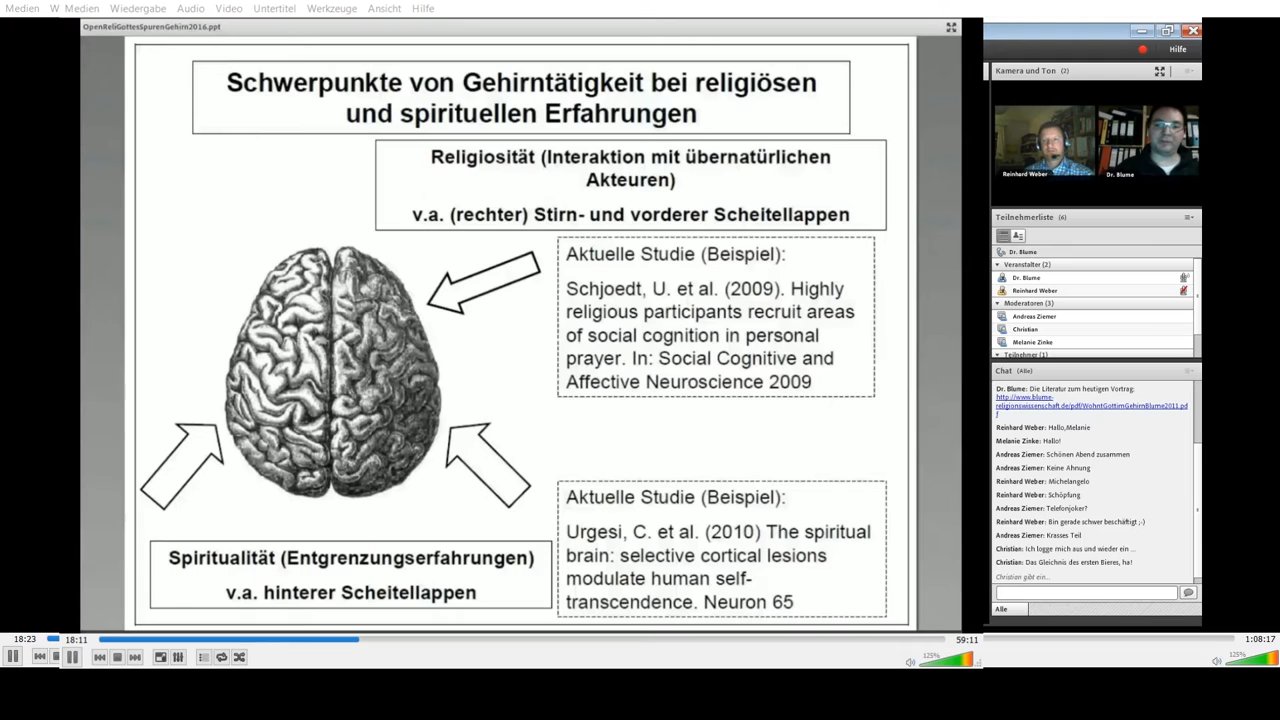 Medien W Medien Wiedergabe Audio Video Untertitel Werkzeuge Ansicht Hilfe
OpenReliGottesSpurenGehirn2016.ppt
Schwerpunkte von Gehirntätigkeit bei religiösen
und spirituellen Erfahrungen
Religiosität (Interaktion mit übernatürlichen
Akteuren)
v.a. (rechter) Stirn- und vorderer Scheitellappen
Aktuelle Studie (Beispiel):
Schjoedt, U. et al. (2009). Highly
religious participants recruit areas
of social cognition in personal
prayer. In: Social Cognitive and
Affective Neuroscience 2009
Aktuelle Studie (Beispiel):
Urgesi, C. et al. (2010) The spiritual
brain: selective cortical lesions
modulate human self-
transcendence. Neuron 65
Spiritualität (Entgrenzungserfahrungen)
v.a. hinterer Scheitellappen
Hilfe
Kamera und Ton (2)
Reinhard Weber
Dr. Blume
Teilnehmerliste (6)
Dr. Blume
Veranstalter (2)
Dr. Blume
Reinhard Weber
Moderatoren (3)
Andreas Ziemer
Christian
Melanie Zinke
Teilnehmer (1)
Chat (Alle)
Dr. Blume: Die Literatur zum heutigen Vortrag:
http://www.blume-
religionswissenschaft.de/pdf/WohntGottimGehirnBlume2011.pd
f
Reinhard Weber: Hallo,Melanie
Melanie Zinke: Hallo!
Andreas Ziemer: Schönen Abend zusammen
Andreas Ziemer: Keine Ahnung
Reinhard Weber: Michelangelo
Reinhard Weber: Schöpfung
Andreas Ziemer: Telefonjoker?
Reinhard Weber: Bin gerade schwer beschäftigt ;-)
Andreas Ziemer: Krasses Teil
Christian: Ich logge mich aus und wieder ein ...
Christian: Das Gleichnis des ersten Bieres, ha!
Christian gibt ein...
Alle
18:23
18:11
59:11
1:08:17
125%
125%